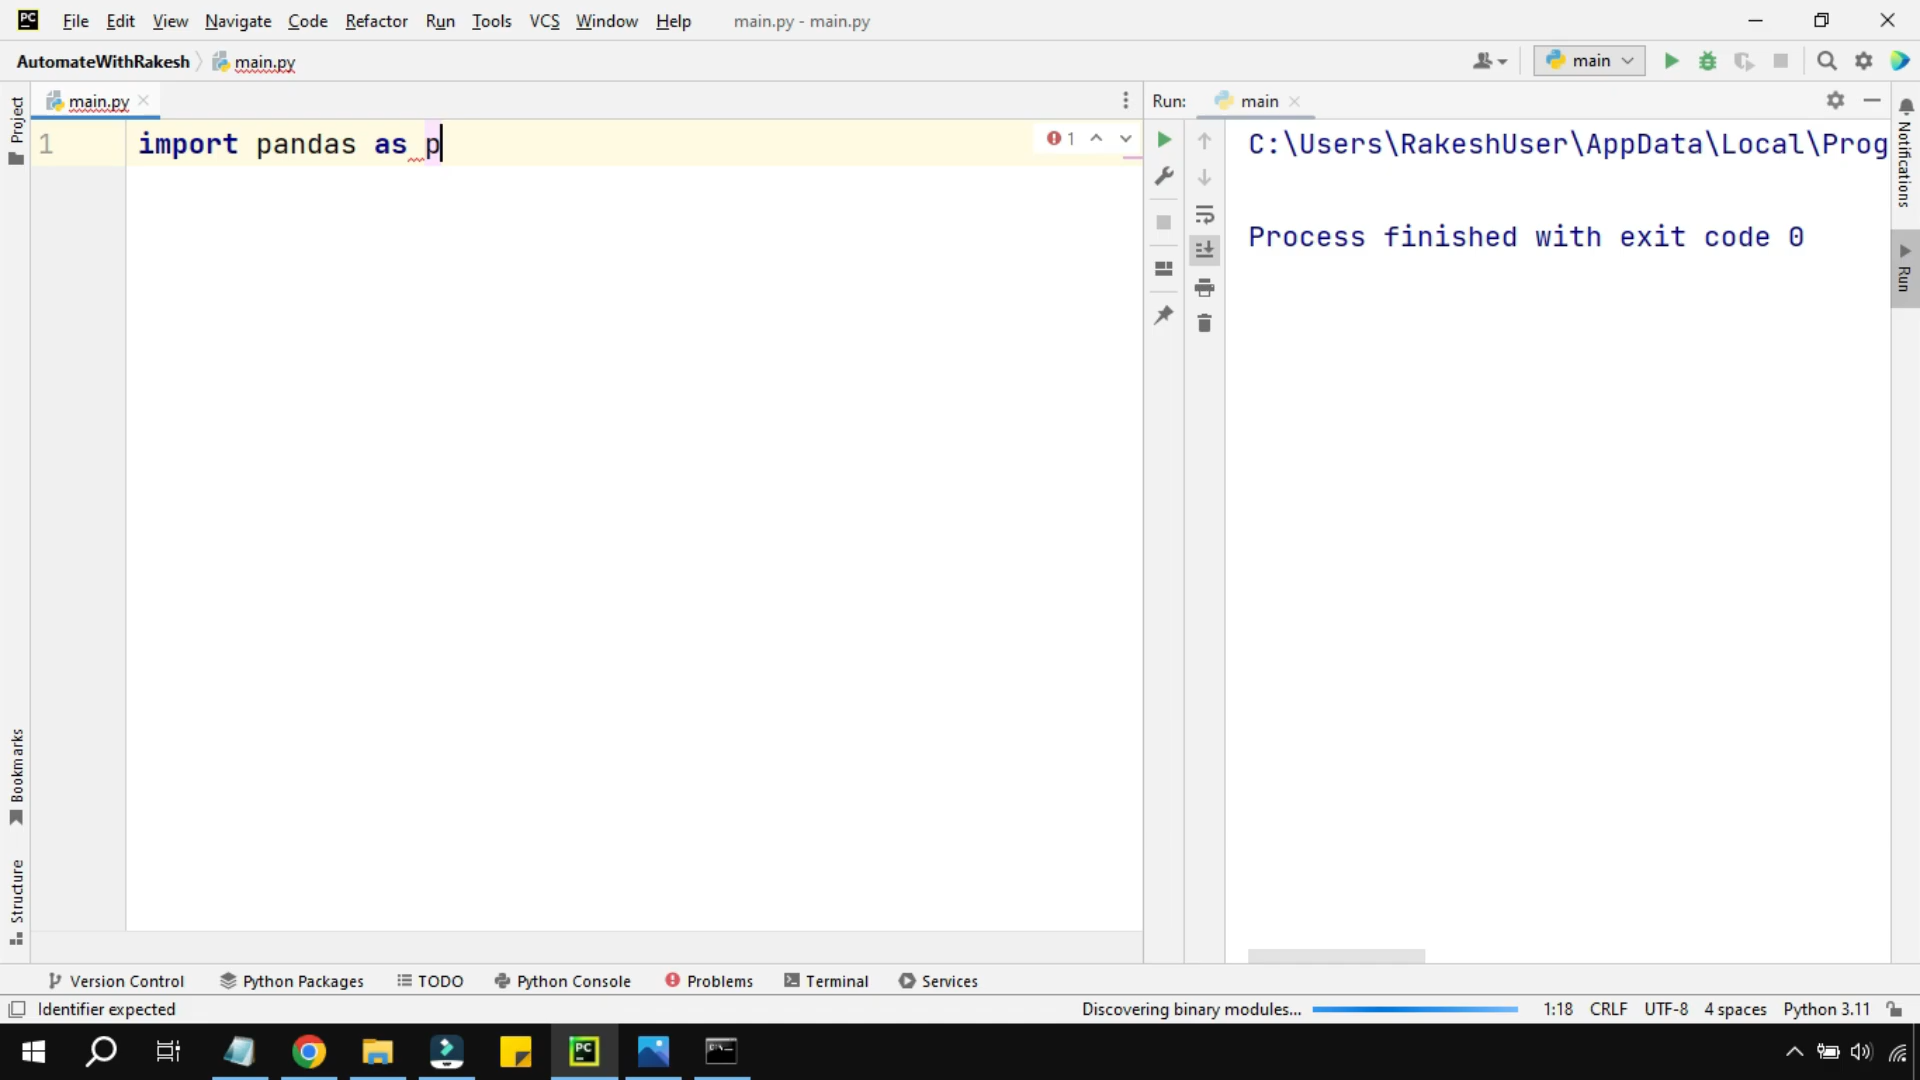 PC File Edit View Navigate Code Refactor Run Tools VCS Window Help main.py - main.py
AutomateWithRakesh main.py main
main.py Run: main
Project
1 import pandas as p 1
C:\Users\RakeshUser\AppData\Local\Prog
Process finished with exit code 0
Notifications
Run
Bookmarks
Structure
Version Control Python Packages TODO Python Console Problems Terminal Services
Identifier expected Discovering binary modules... 1:18 CRLF UTF-8 4 spaces Python 3.11
PC